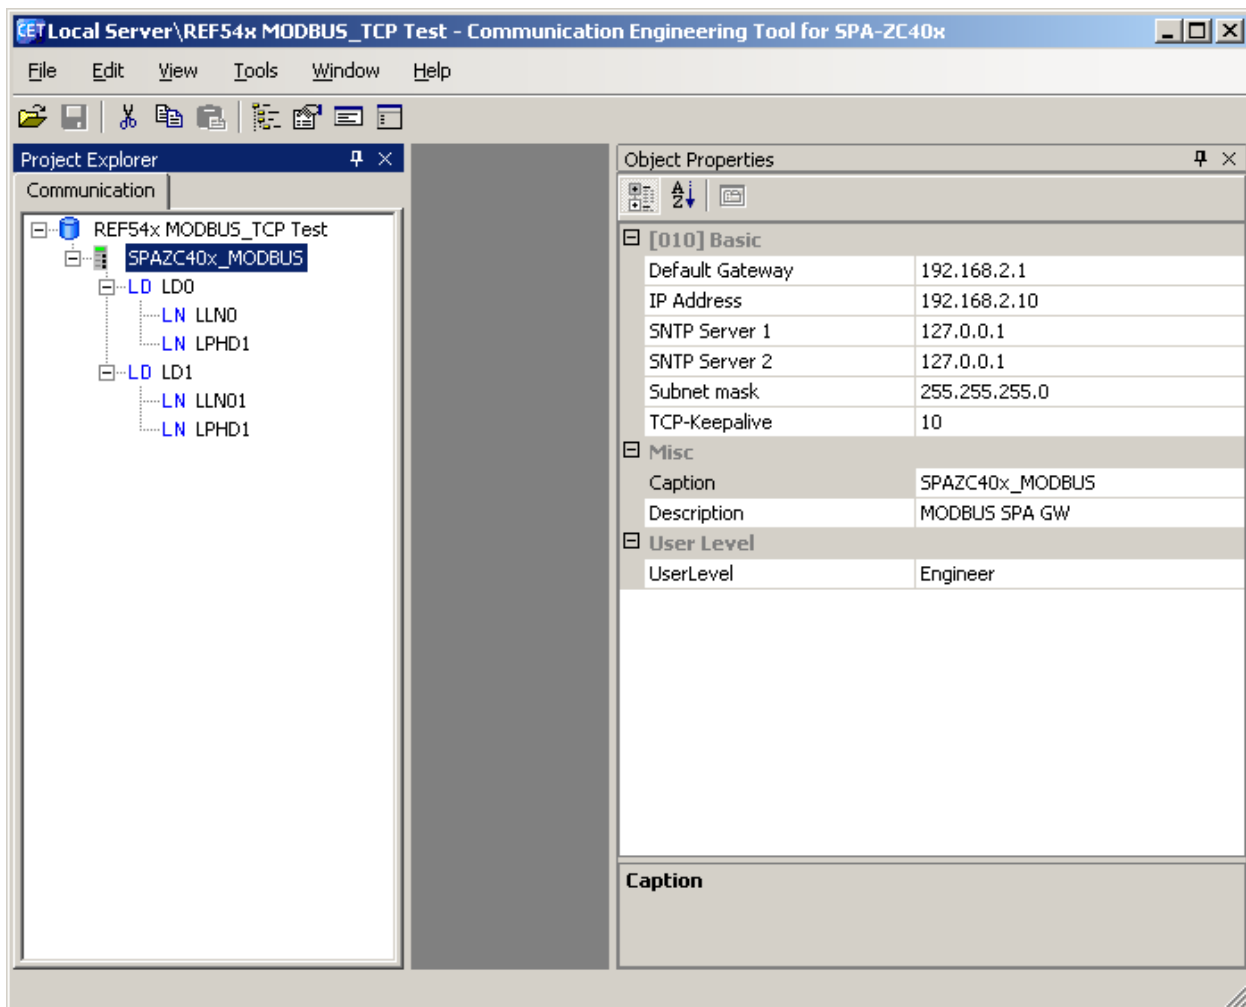 CET Local Server\REF54x MODBUS_TCP Test - Communication Engineering Tool for SPA-ZC40x
File Edit View Tools Window Help
Project Explorer
Communication
REF54x MODBUS_TCP Test
SPAZC40x_MODBUS
LD LD0
LN LLN0
LN LPHD1
LD LD1
LN LLN01
LN LPHD1
Object Properties
A Z
[010] Basic
Default Gateway 192.168.2.1
IP Address 192.168.2.10
SNTP Server 1 127.0.0.1
SNTP Server 2 127.0.0.1
Subnet mask 255.255.255.0
TCP-Keepalive 10
Misc
Caption SPAZC40x_MODBUS
Description MODBUS SPA GW
User Level
UserLevel Engineer
Caption